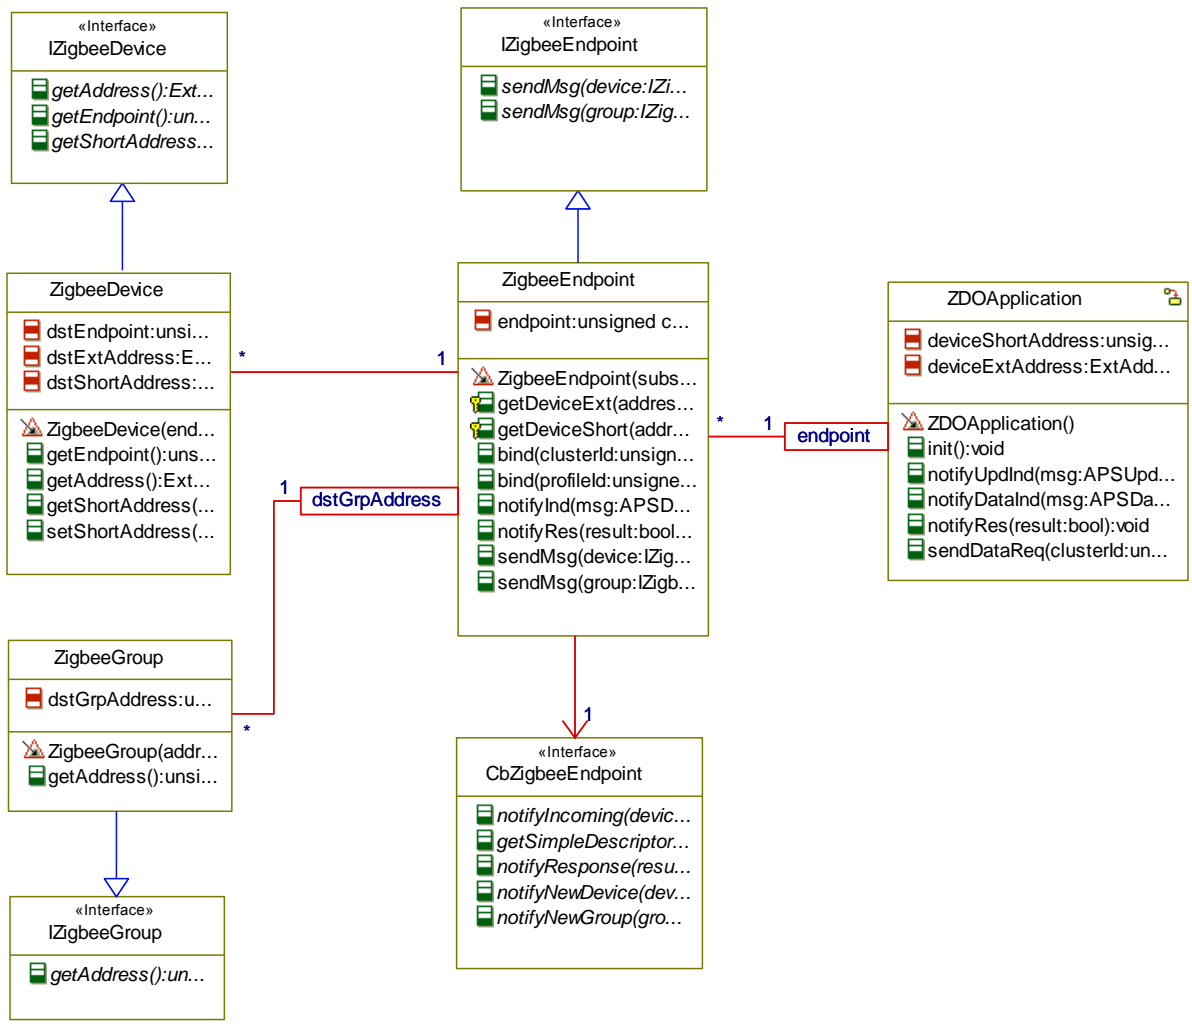 «Interface»
IZigbeeDevice
getAddress():Ext...
getEndpoint():un...
getShortAddress...
«Interface»
IZigbeeEndpoint
sendMsg(device:IZi...
sendMsg(group:IZig...
ZigbeeDevice
dstEndpoint:unsi...
dstExtAddress:E...
dstShortAddress:...
ZigbeeDevice(end...
getEndpoint():uns...
getAddress():Ext...
getShortAddress(...
setShortAddress(...
*
1
ZigbeeEndpoint
endpoint:unsigned c...
ZigbeeEndpoint(subs...
getDeviceExt(addres...
getDeviceShort(addr...
bind(clusterId:unsign...
bind(profileId:unsigne...
notifyInd(msg:APSD...
notifyRes(result:bool...
sendMsg(device:IZig...
sendMsg(group:IZigb...
*
1
endpoint
ZDOApplication
deviceShortAddress:unsig...
deviceExtAddress:ExtAdd...
ZDOApplication()
init():void
notifyUpdInd(msg:APSUpd...
notifyDataInd(msg:APSDa...
notifyRes(result:bool):void
sendDataReq(clusterId:un...
1
dstGrpAddress
ZigbeeGroup
dstGrpAddress:u...
ZigbeeGroup(addr...
getAddress():unsi...
*
1
«Interface»
CbZigbeeEndpoint
notifyIncoming(devic...
getSimpleDescriptor...
notifyResponse(resu...
notifyNewDevice(dev...
notifyNewGroup(gro...
«Interface»
IZigbeeGroup
getAddress():un...